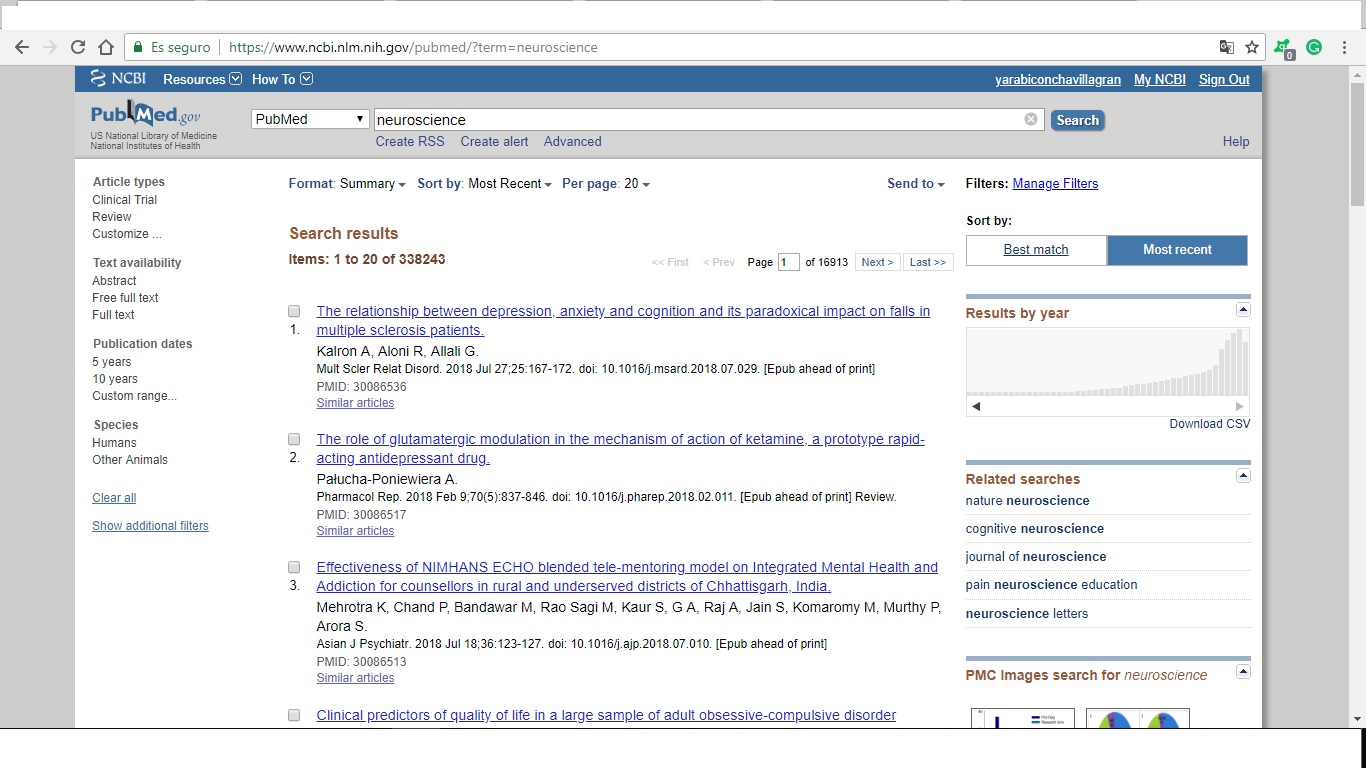 Es seguro https://www.ncbi.nlm.nih.gov/pubmed/?term=neuroscience
0
NCBI Resources How To yarabiconchavillagran My NCBI Sign Out
PubMed.gov
US National Library of Medicine
National Institutes of Health
PubMed neuroscience Search
Create RSS Create alert Advanced Help
Article types
Clinical Trial
Review
Customize ...
Text availability
Abstract
Free full text
Full text
Publication dates
5 years
10 years
Custom range...
Species
Humans
Other Animals
Clear all
Show additional filters
Format: Summary Sort by: Most Recent Per page: 20 Send to
Search results
Items: 1 to 20 of 338243
<< First < Prev Page 1 of 16913 Next > Last >>
The relationship between depression, anxiety and cognition and its paradoxical impact on falls in
1. multiple sclerosis patients.
Kalron A, Aloni R, Allali G.
Mult Scler Relat Disord. 2018 Jul 27;25:167-172. doi: 10.1016/j.msard.2018.07.029. [Epub ahead of print]
PMID: 30086536
Similar articles
The role of glutamatergic modulation in the mechanism of action of ketamine, a prototype rapid-
2. acting antidepressant drug.
Pałucha-Poniewiera A.
Pharmacol Rep. 2018 Feb 9;70(5):837-846. doi: 10.1016/j.pharep.2018.02.011. [Epub ahead of print] Review.
PMID: 30086517
Similar articles
Effectiveness of NIMHANS ECHO blended tele-mentoring model on Integrated Mental Health and
3. Addiction for counsellors in rural and underserved districts of Chhattisgarh, India.
Mehrotra K, Chand P, Bandawar M, Rao Sagi M, Kaur S, G A, Raj A, Jain S, Komaromy M, Murthy P,
Arora S.
Asian J Psychiatr. 2018 Jul 18;36:123-127. doi: 10.1016/j.ajp.2018.07.010. [Epub ahead of print]
PMID: 30086513
Similar articles
Clinical predictors of quality of life in a large sample of adult obsessive-compulsive disorder
Filters: Manage Filters
Sort by:
Best match Most recent
Results by year
Download CSV
Related searches
nature neuroscience
cognitive neuroscience
journal of neuroscience
pain neuroscience education
neuroscience letters
PMC Images search for neuroscience